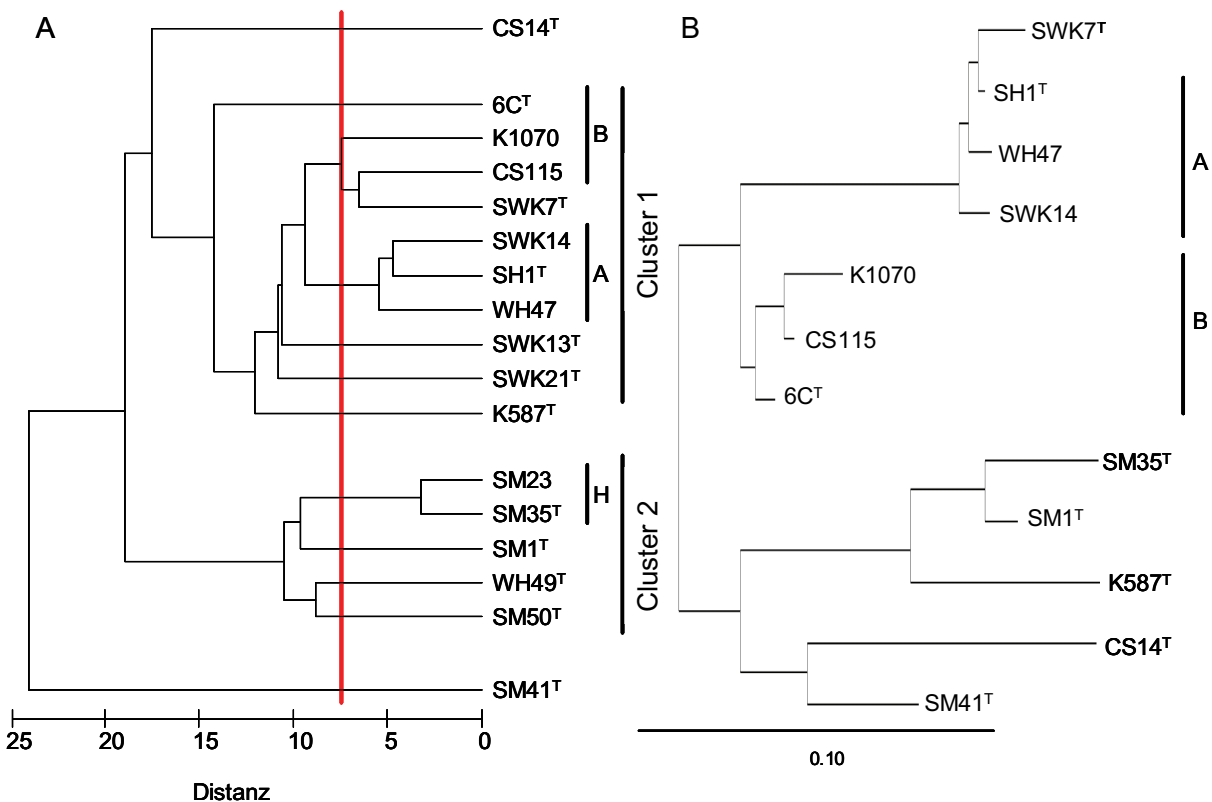 A
CS14ᵀ
6Cᵀ
K1070
CS115
SWK7ᵀ
SWK14
SH1ᵀ
WH47
SWK13ᵀ
SWK21ᵀ
K587ᵀ
SM23
SM35ᵀ
SM1ᵀ
WH49ᵀ
SM50ᵀ
SM41ᵀ
B
A
H
Cluster 1
Cluster 2
25 20 15 10 5 0
Distanz
B
SWK7ᵀ
SH1ᵀ
WH47
SWK14
K1070
CS115
6Cᵀ
SM35ᵀ
SM1ᵀ
K587ᵀ
CS14ᵀ
SM41ᵀ
A
B
0.10